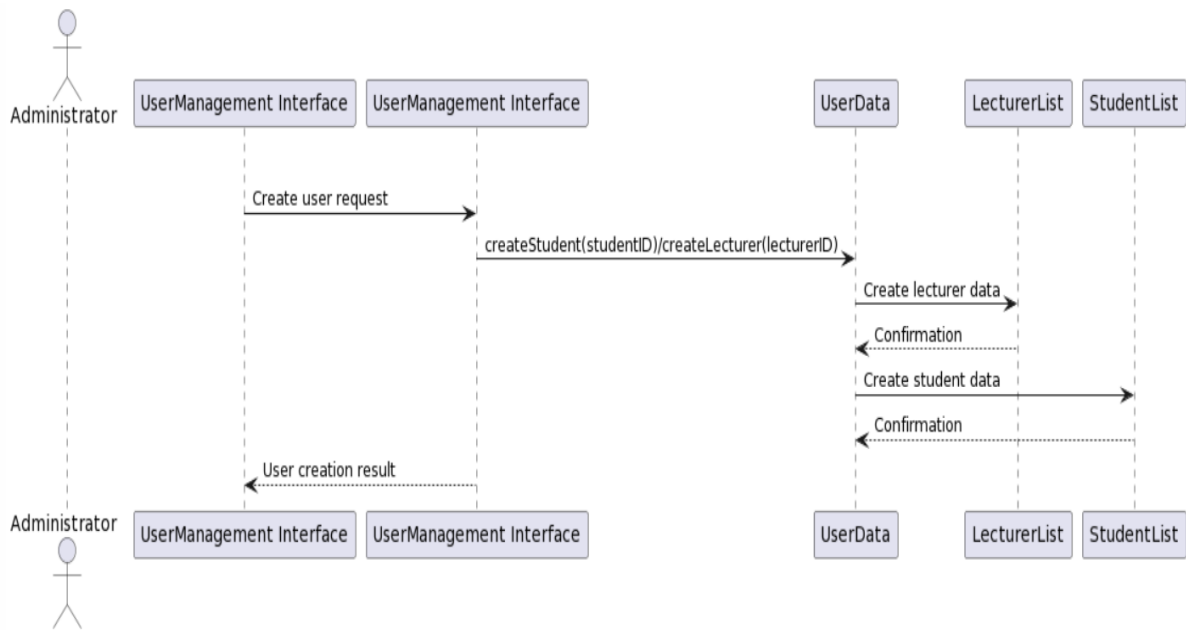 Administrator
UserManagement Interface
UserManagement Interface
UserData
LecturerList
StudentList
Create user request
createStudent(studentID)/createLecturer(lecturerID)
Create lecturer data
Confirmation
Create student data
Confirmation
User creation result
Administrator
UserManagement Interface
UserManagement Interface
UserData
LecturerList
StudentList